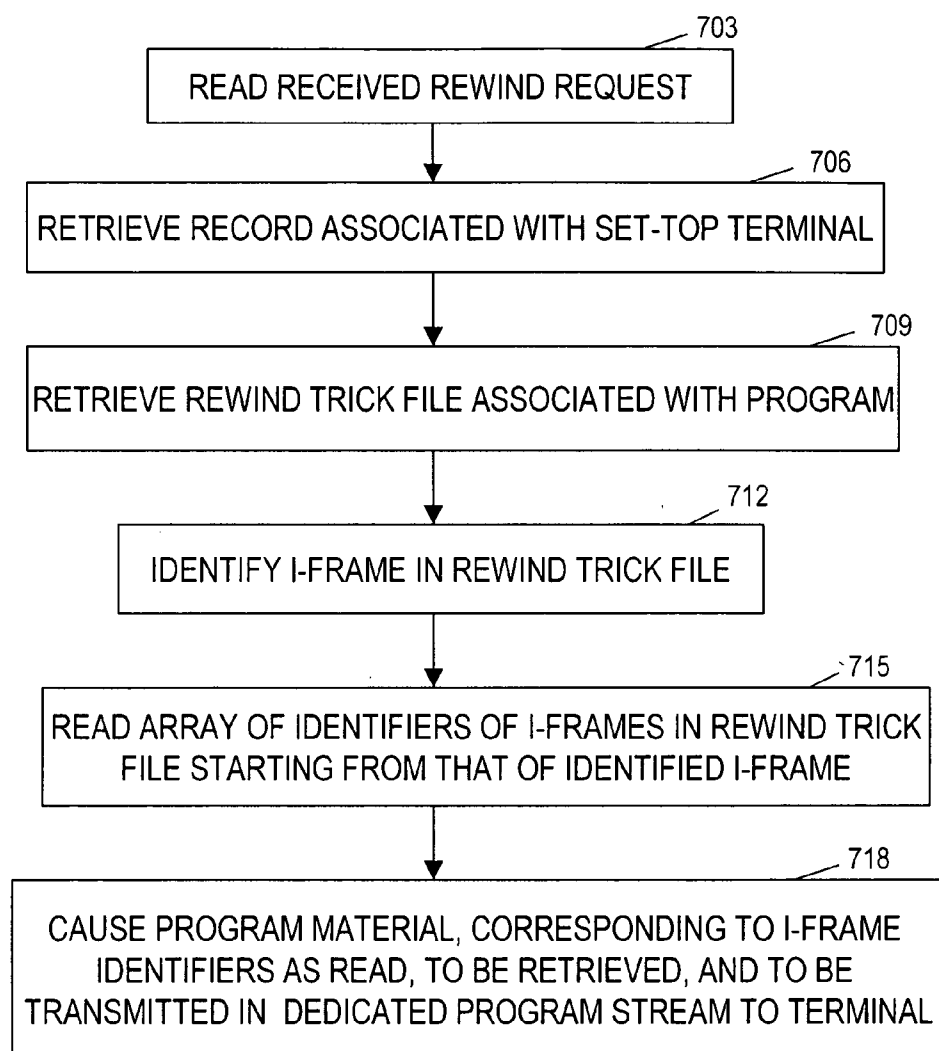 703
READ RECEIVED REWIND REQUEST
706
RETRIEVE RECORD ASSOCIATED WITH SET-TOP TERMINAL
709
RETRIEVE REWIND TRICK FILE ASSOCIATED WITH PROGRAM
712
IDENTIFY I-FRAME IN REWIND TRICK FILE
715
READ ARRAY OF IDENTIFIERS OF I-FRAMES IN REWIND TRICK
FILE STARTING FROM THAT OF IDENTIFIED I-FRAME
718
CAUSE PROGRAM MATERIAL, CORRESPONDING TO I-FRAME
IDENTIFIERS AS READ, TO BE RETRIEVED, AND TO BE
TRANSMITTED IN DEDICATED PROGRAM STREAM TO TERMINAL